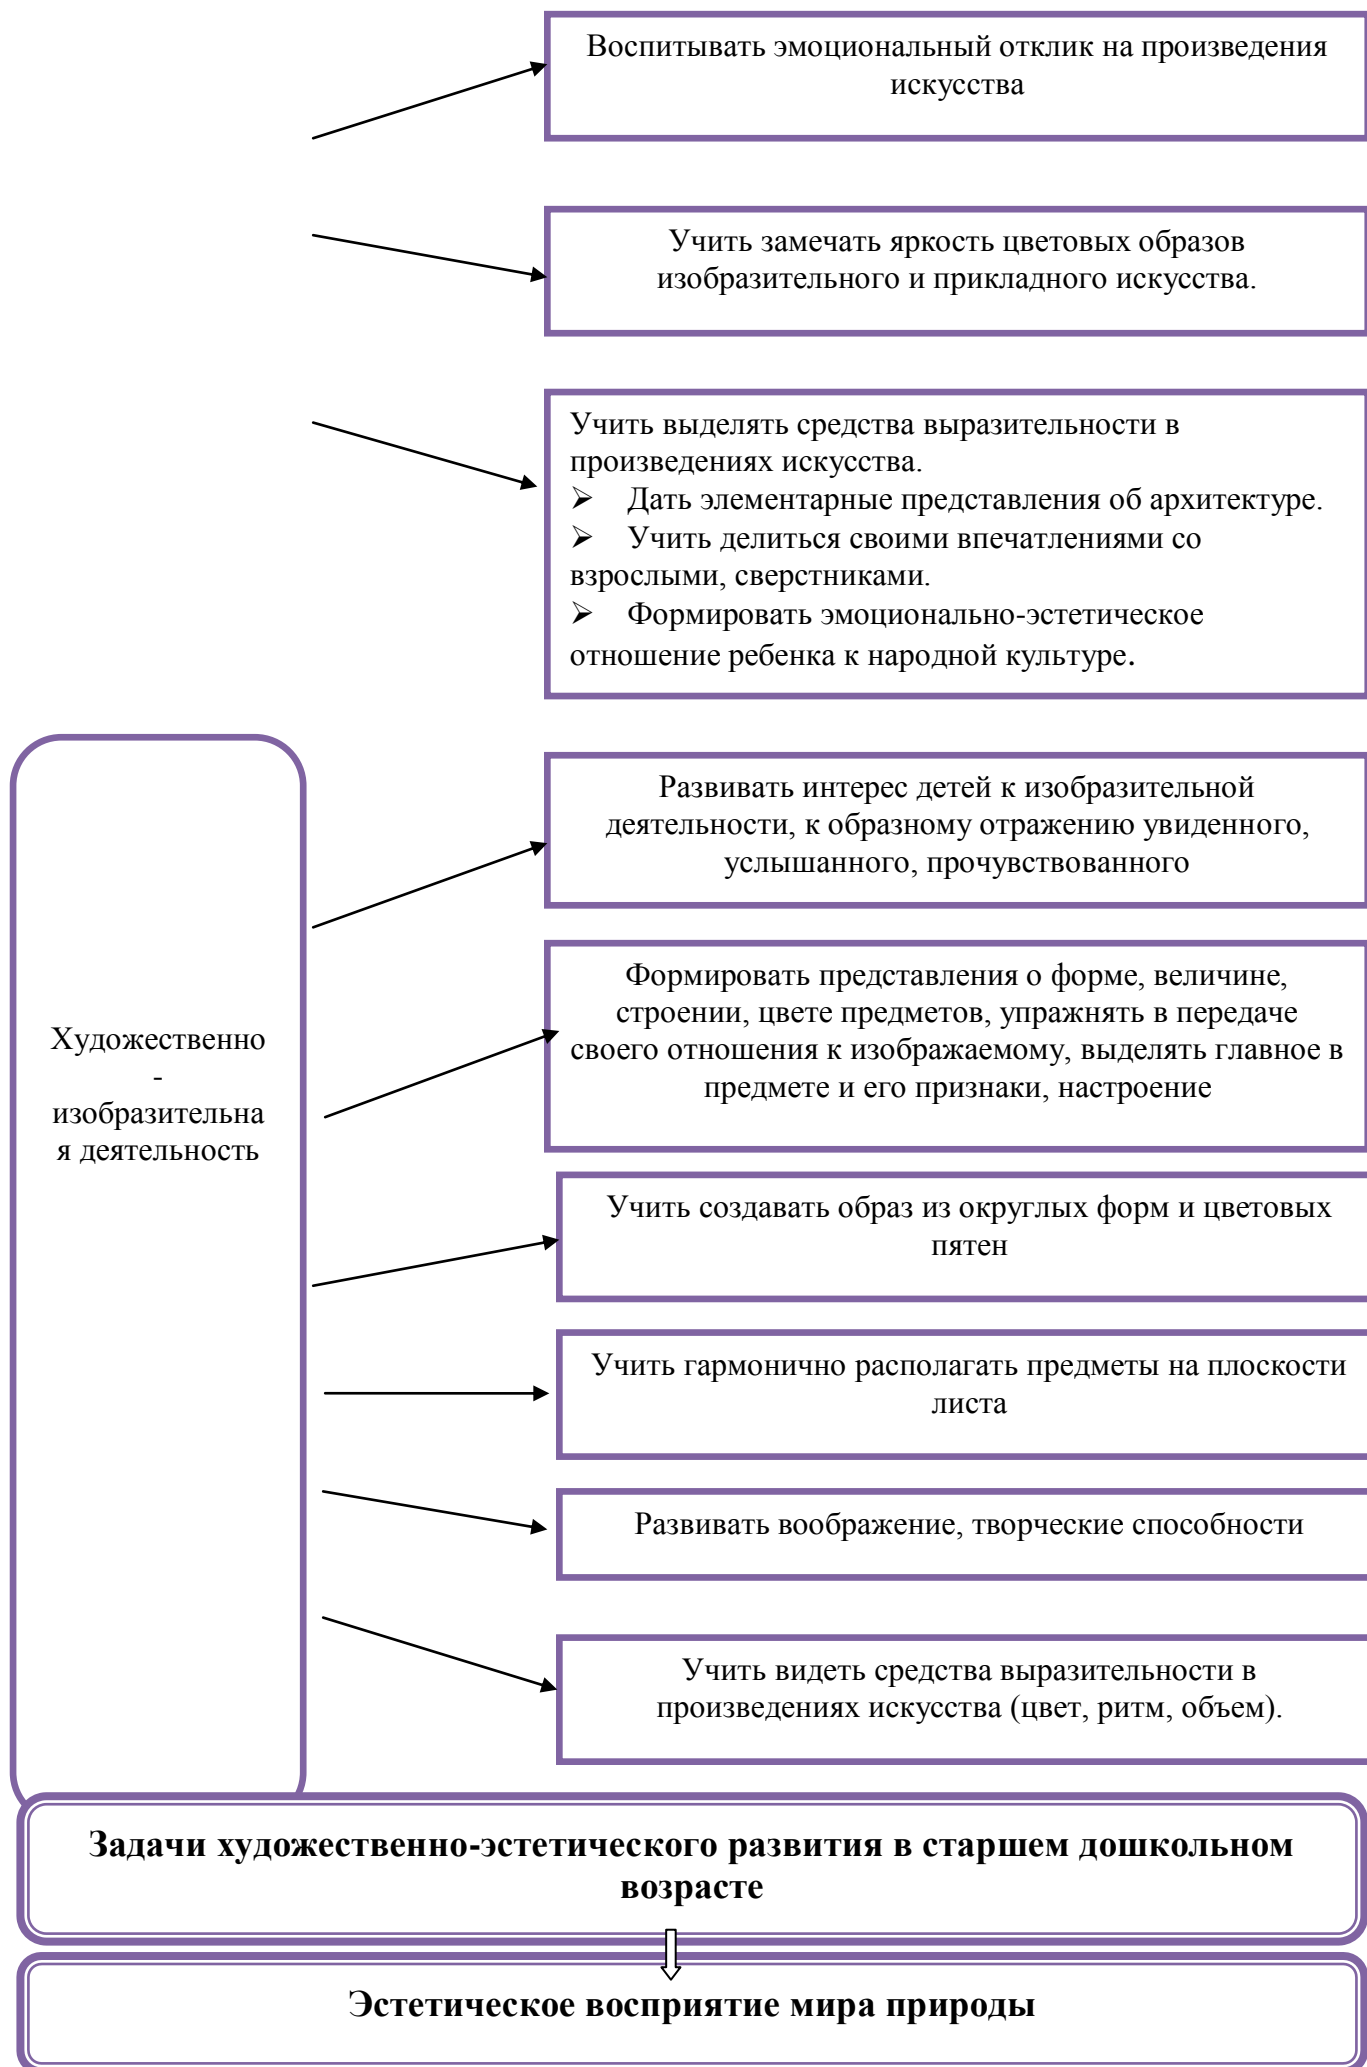 Воспитывать эмоциональный отклик на произведения
искусства
Учить замечать яркость цветовых образов
изобразительного и прикладного искусства.
Учить выделять средства выразительности в
произведениях искусства.
➢ Дать элементарные представления об архитектуре.
➢ Учить делиться своими впечатлениями со
взрослыми, сверстниками.
➢ Формировать эмоционально-эстетическое
отношение ребенка к народной культуре.
Художественно
-
изобразительна
я деятельность
Развивать интерес детей к изобразительной
деятельности, к образному отражению увиденного,
услышанного, прочувствованного
Формировать представления о форме, величине,
строении, цвете предметов, упражнять в передаче
своего отношения к изображаемому, выделять главное в
предмете и его признаки, настроение
Учить создавать образ из округлых форм и цветовых
пятен
Учить гармонично располагать предметы на плоскости
листа
Развивать воображение, творческие способности
Учить видеть средства выразительности в
произведениях искусства (цвет, ритм, объем).
Задачи художественно-эстетического развития в старшем дошкольном
возрасте
Эстетическое восприятие мира природы